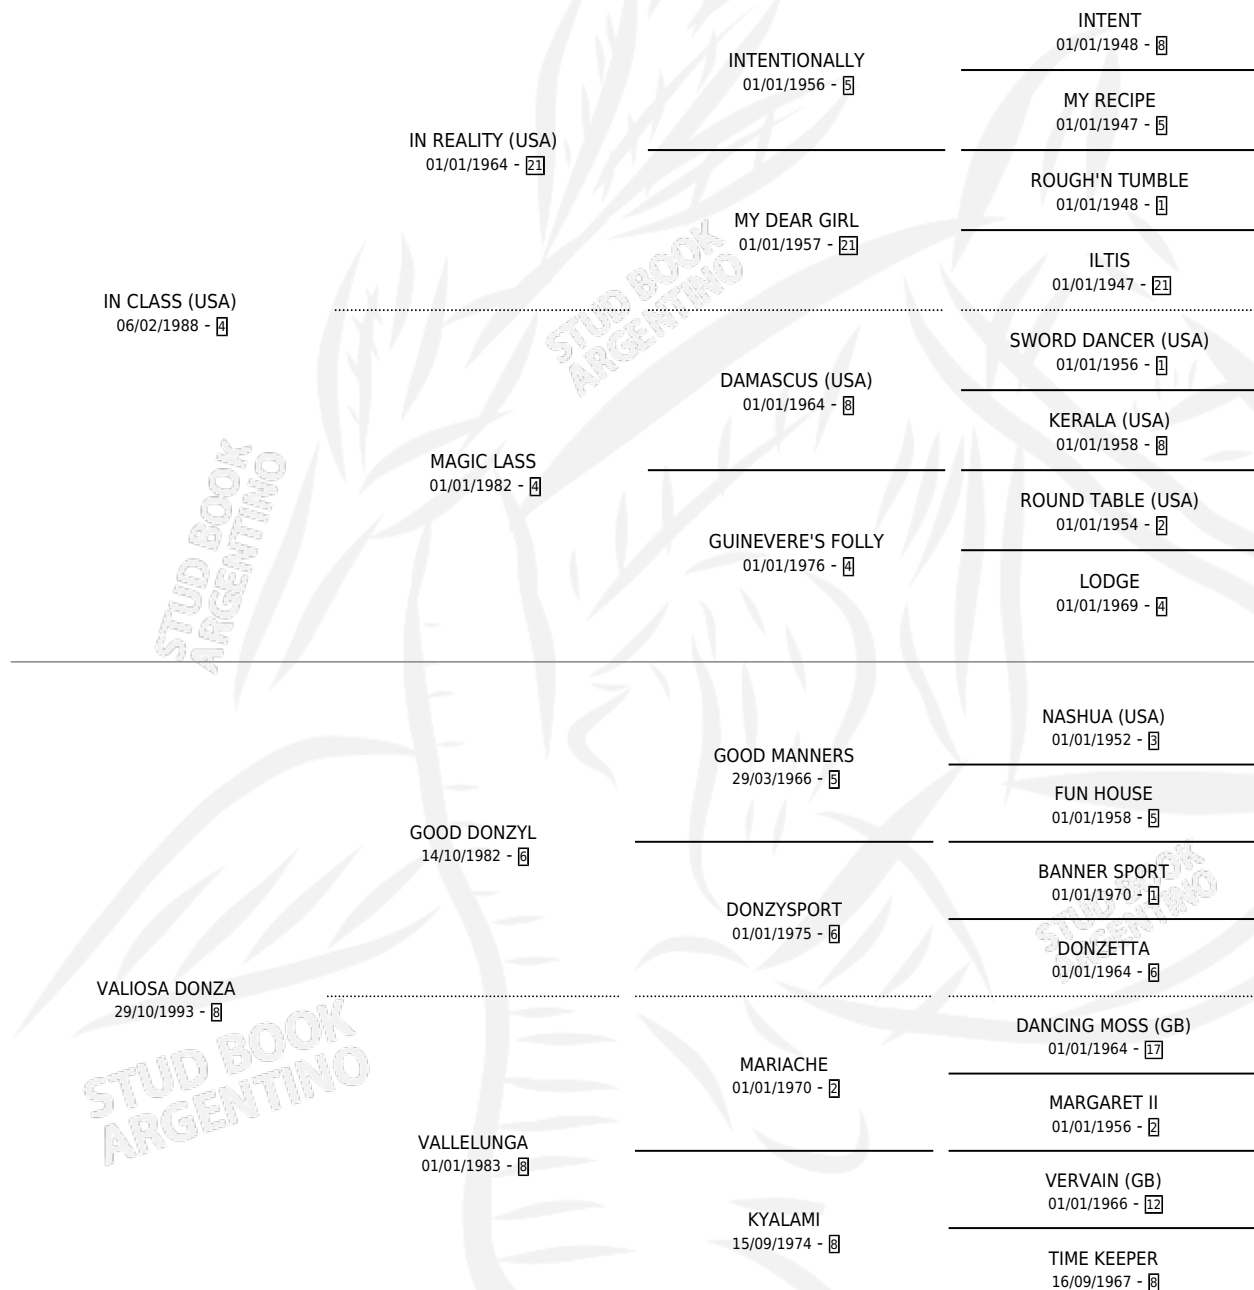 INTENT
01/01/1948 - 8
INTENTIONALLY
01/01/1956 - 5
MY RECIPE
01/01/1947 - 5
IN REALITY (USA)
01/01/1964 - 21
ROUGH'N TUMBLE
01/01/1948 - 1
MY DEAR GIRL
01/01/1957 - 21
ILTIS
01/01/1947 - 21
IN CLASS (USA)
06/02/1988 - 4
STUD BOOK
ARGENTINO
SWORD DANCER (USA)
01/01/1956 - 1
DAMASCUS (USA)
01/01/1964 - 8
KERALA (USA)
01/01/1958 - 8
MAGIC LASS
01/01/1982 - 4
ROUND TABLE (USA)
01/01/1954 - 2
GUINEVERE'S FOLLY
01/01/1976 - 4
LODGE
01/01/1969 - 4
STUD BOOK
ARGENTINO
NASHUA (USA)
01/01/1952 - 3
GOOD MANNERS
29/03/1966 - 5
FUN HOUSE
01/01/1958 - 5
GOOD DONZYL
14/10/1982 - 6
BANNER SPORT
01/01/1970 - 1
DONZYSPORT
01/01/1975 - 6
STUD BOOK
ARGENTINO
DONZETTA
01/01/1964 - 6
VALIOSA DONZA
29/10/1993 - 8
STUD BOOK
ARGENTINO
DANCING MOSS (GB)
01/01/1964 - 17
MARIACHE
01/01/1970 - 2
MARGARET II
01/01/1956 - 2
VALLELUNGA
01/01/1983 - 8
VERVAIN (GB)
01/01/1966 - 12
KYALAMI
15/09/1974 - 8
TIME KEEPER
16/09/1967 - 8